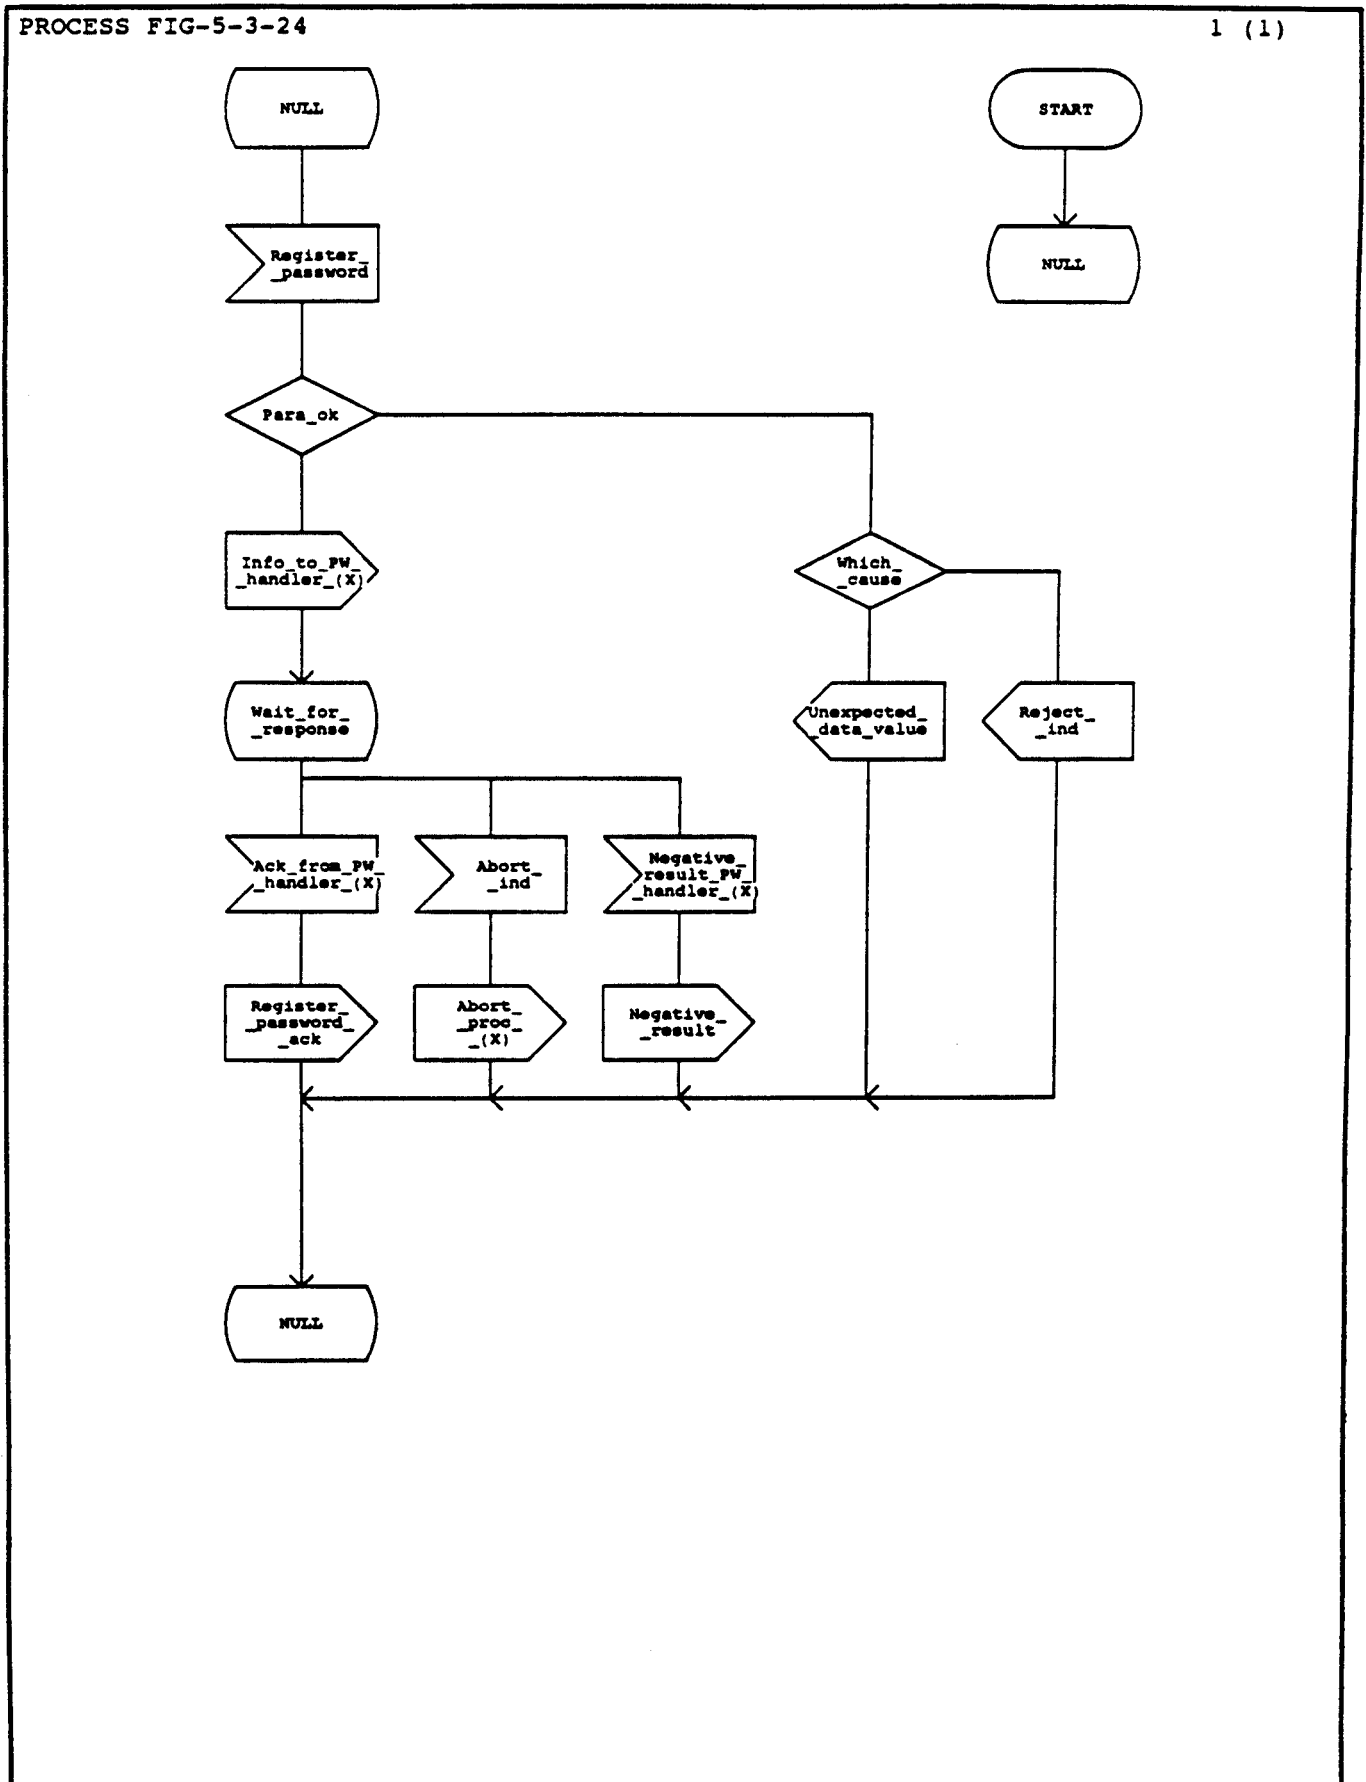 PROCESS FIG-5-3-24
1 (1)
NULL
START
Register_
_password
NULL
Para_ok
Info_to_PW_
_handler_(X)
Which_
_cause
Wait_for_
_response
Unexpected_
_data_value
Reject_
_ind
Ack_from_PW_
_handler_(X)
Abort_
_ind
Negative_
result_PW_
_handler_(X)
Register_
_password_
_ack
Abort_
_proc_
_(X)
Negative_
_result
NULL